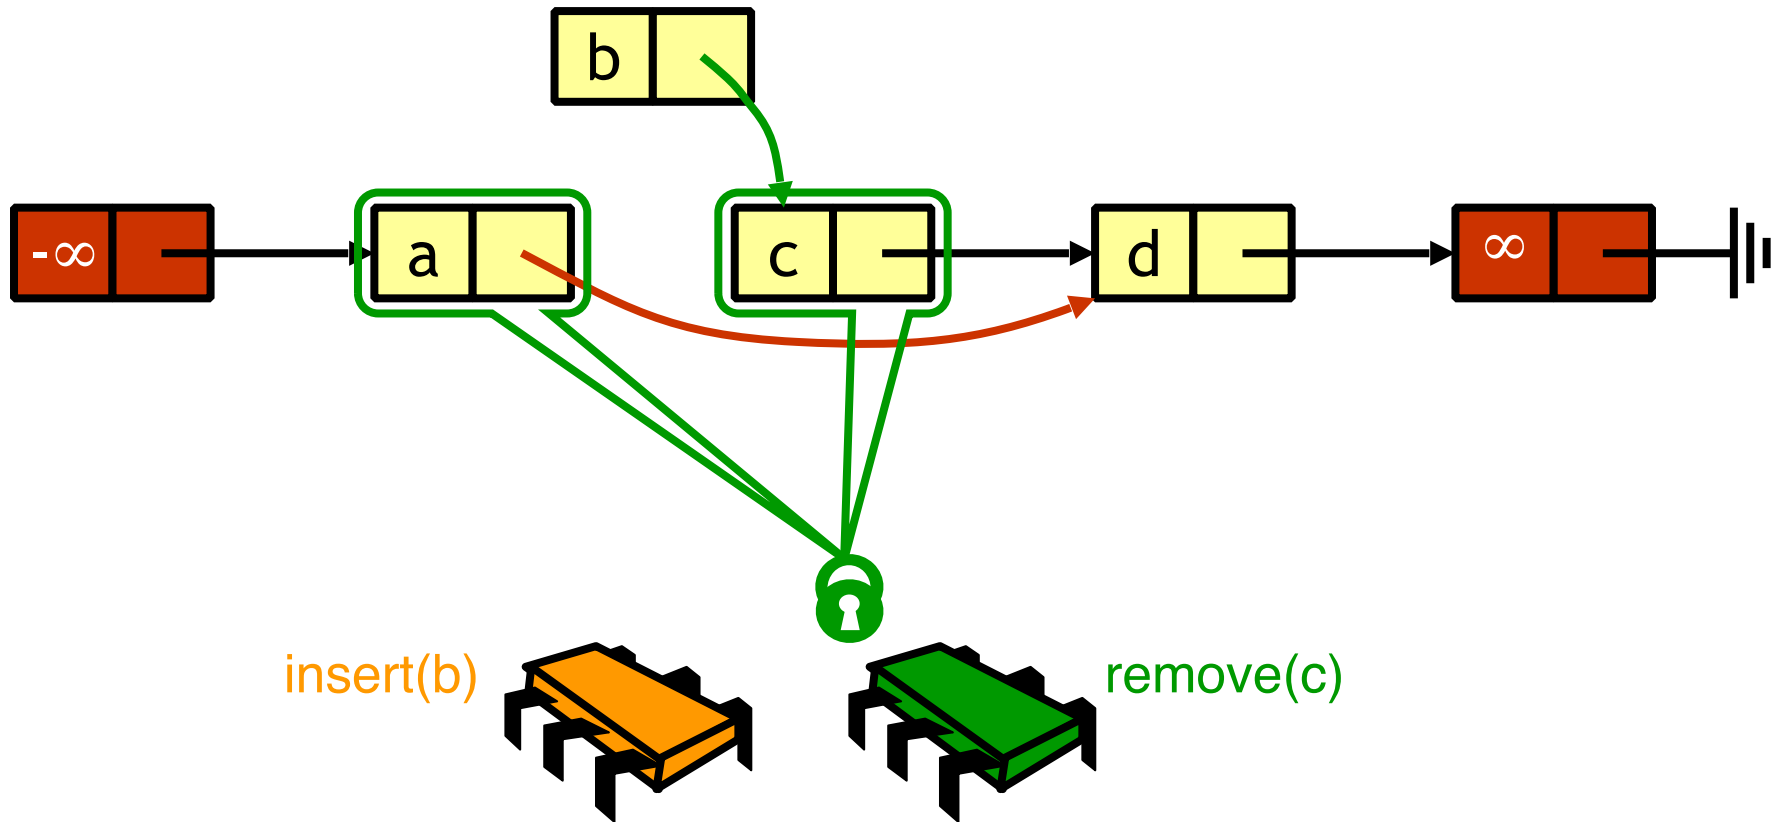 b
-∞
a
c
d
∞
insert(b)
remove(c)